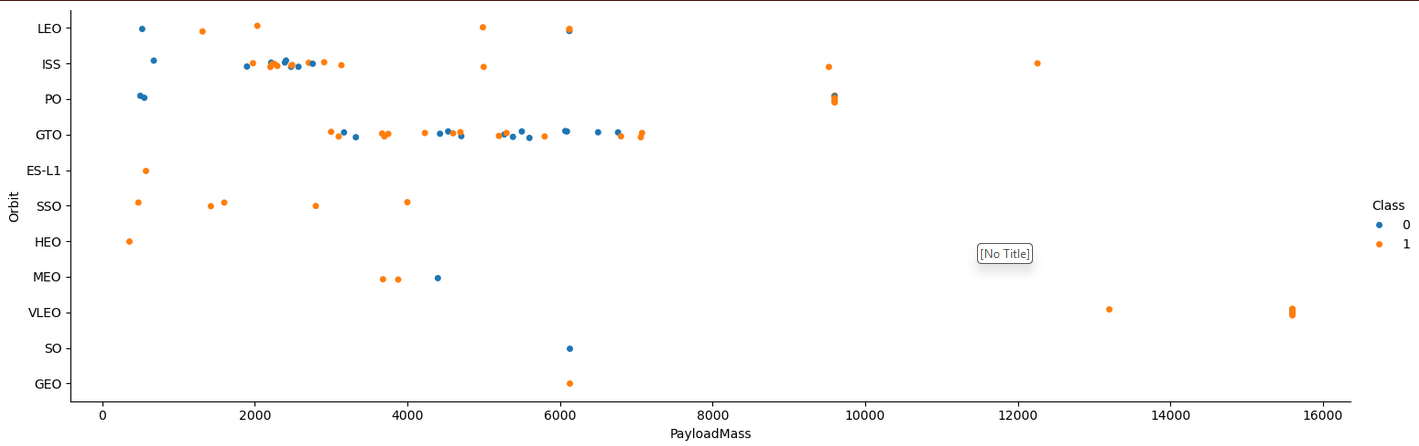 LEO
ISS
PO
GTO
ES-L1
SSO
HEO
MEO
VLEO
SO
GEO
Orbit
0 2000 4000 6000 8000 10000 12000 14000 16000
PayloadMass
[No Title]
Class
0
1